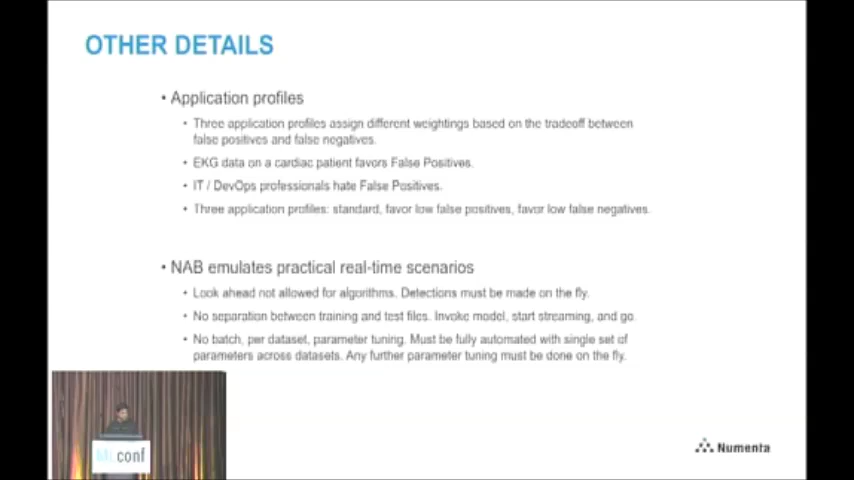 OTHER DETAILS
• Application profiles
• Three application profiles assign different weightings based on the tradeoff between
false positives and false negatives.
• EKG data on a cardiac patient favors False Positives.
• IT / DevOps professionals hate False Positives.
• Three application profiles: standard, favor low false positives, favor low false negatives.
• NAB emulates practical real-time scenarios
• Look ahead not allowed for algorithms. Detections must be made on the fly.
• No separation between training and test files. Invoke model, start streaming, and go.
• No batch, per dataset, parameter tuning. Must be fully automated with single set of
parameters across datasets. Any further parameter tuning must be done on the fly.
conf
Numenta